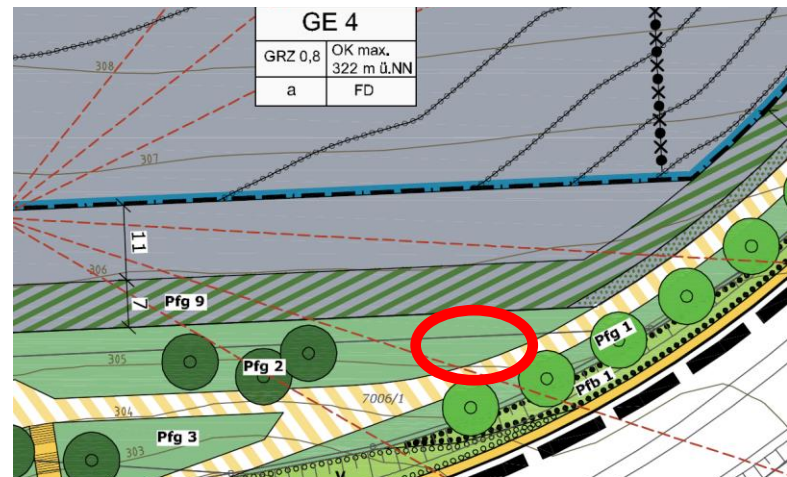 GE 4
GRZ 0,8
OK max.
322 m ü.NN
a
FD
308
307
11
306
7
Pfg 9
305
Pfg 2
Pfg 1
Pfb 1
7006/1
304
Pfg 3
303